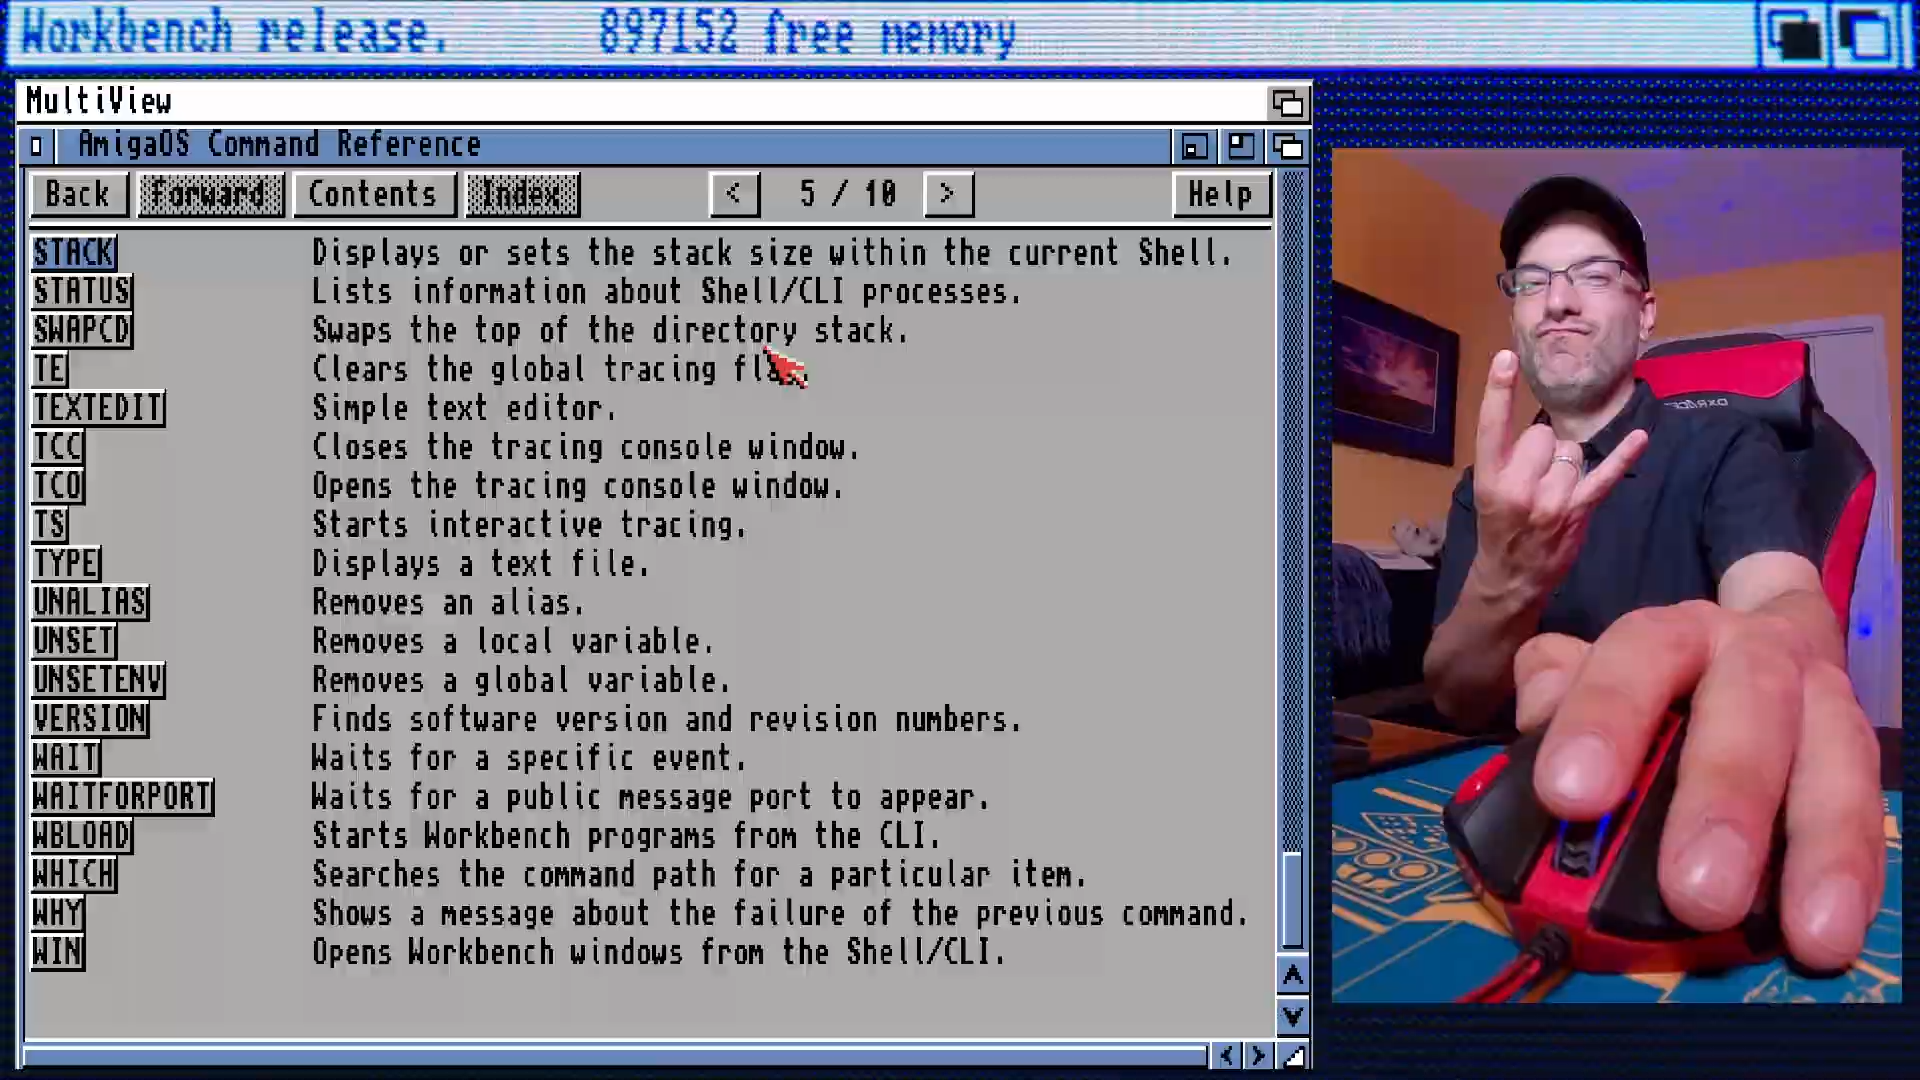 Workbench release.    897152 free memory
MultiView
AmigaOS Command Reference
Back Forward Contents Index < 5 / 10 > Help
STACK Displays or sets the stack size within the current Shell.
STATUS Lists information about Shell/CLI processes.
SWAPCD Swaps the top of the directory stack.
TE Clears the global tracing
TEXTEDIT Simple text editor.
TCC Closes the tracing console window.
TCO Opens the tracing console window.
TS Starts interactive tracing.
TYPE Displays a text file.
UNALIAS Removes an alias.
UNSET Removes a local variable.
UNSETENV Removes a global variable.
VERSION Finds software version and revision numbers.
WAIT Waits for a specific event.
WAITFORPORT Waits for a public message port to appear.
WBLOAD Starts Workbench programs from the CLI.
WHICH Searches the command path for a particular item.
WHY Shows a message about the failure of the previous command.
WIN Opens Workbench windows from the Shell/CLI.
DXRACER